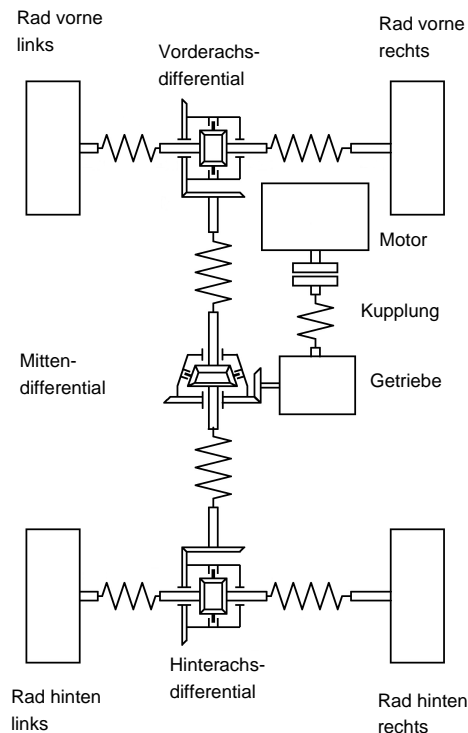 Rad vorne
links
Vorderachs-
differential
Rad vorne
rechts
Motor
Kupplung
Mitten-
differential
Getriebe
Hinterachs-
differential
Rad hinten
links
Rad hinten
rechts